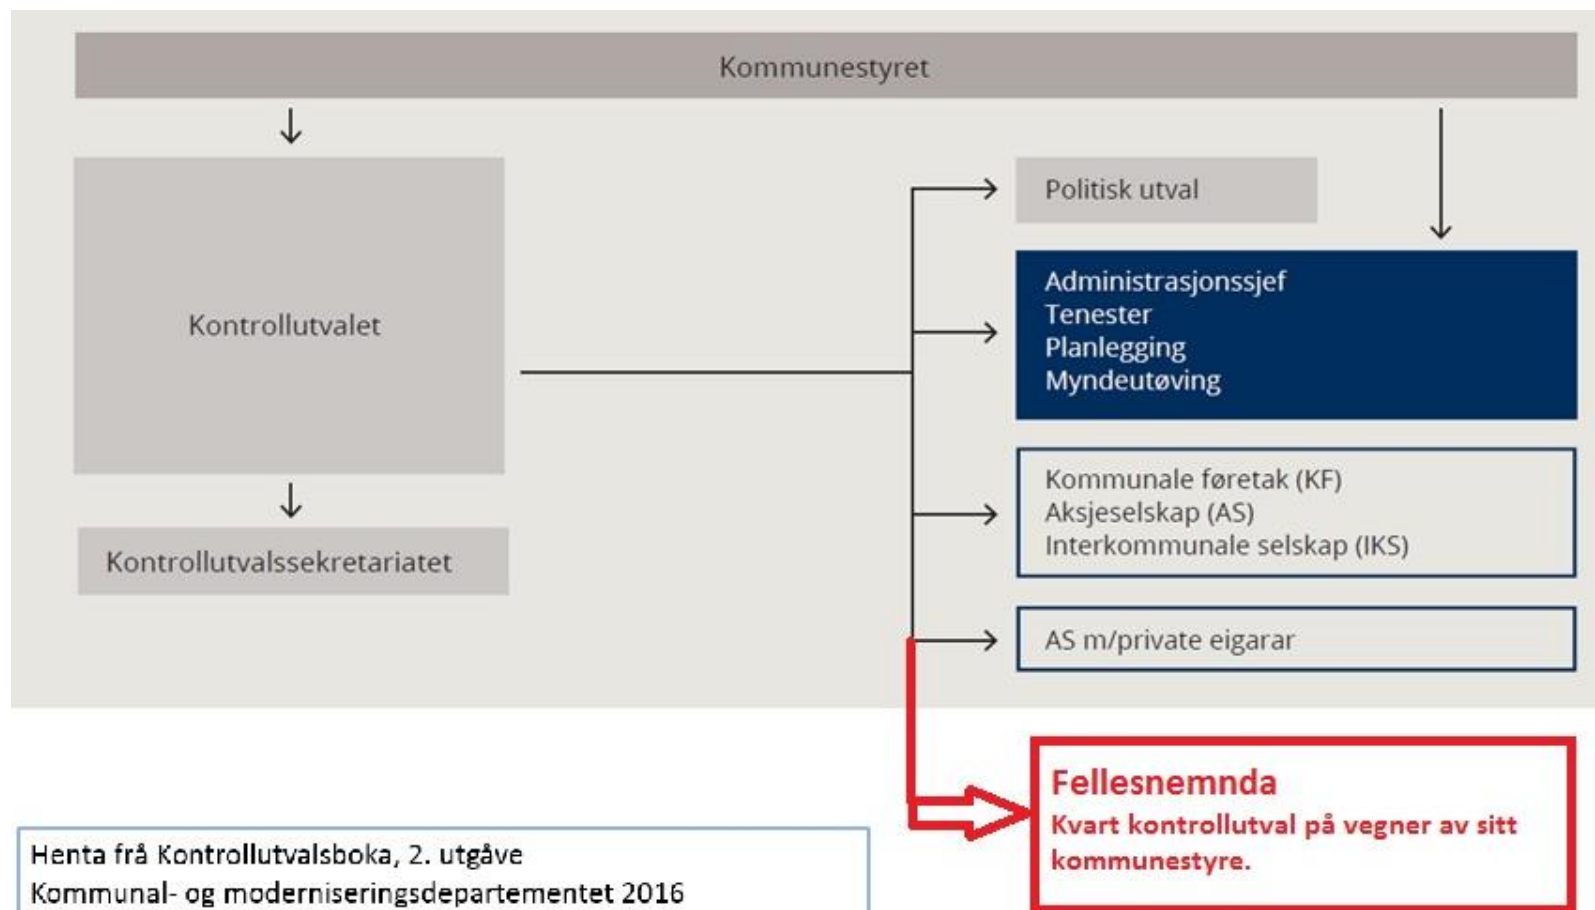 Kommunestyret
Kontrollutvalet
Kontrollutvalssekretariatet
Politisk utval
Administrasjonssjef
Tenester
Planlegging
Myndeutøving
Kommunale føretak (KF)
Aksjeselskap (AS)
Interkommunale selskap (IKS)
AS m/private eigarar
Fellesnemnda
Kvart kontrollutval på vegner av sitt
kommunestyre.
Henta frå Kontrollutvalsboka, 2. utgåve
Kommunal- og moderniseringsdepartementet 2016